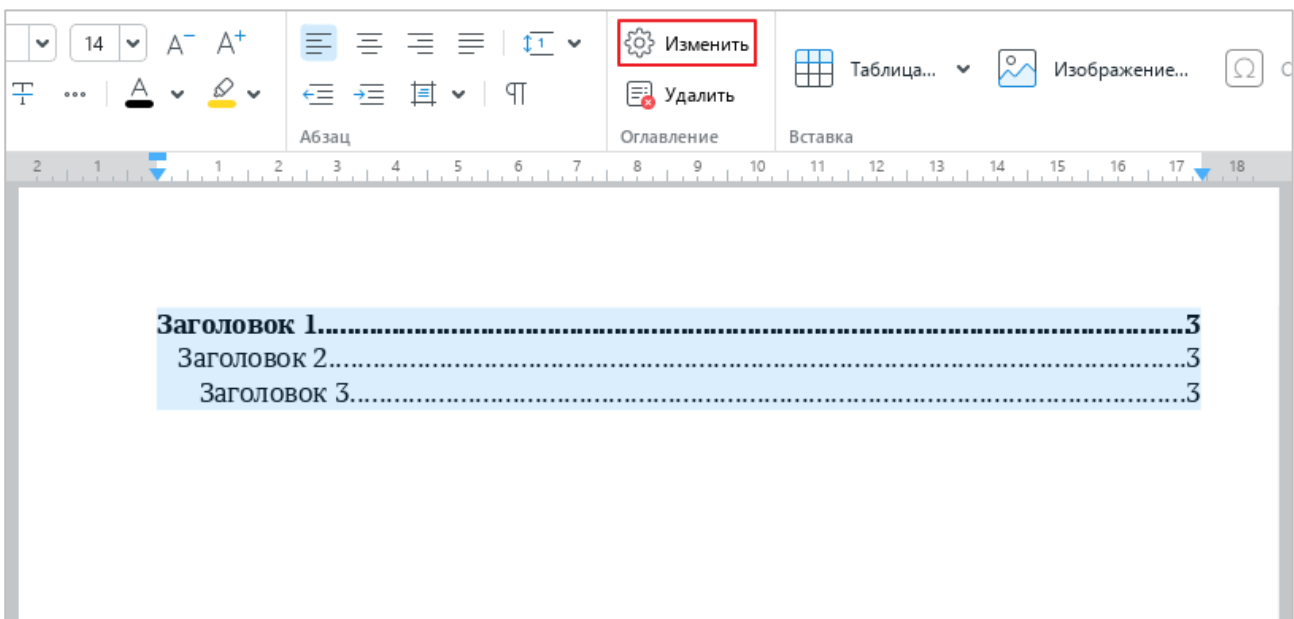 14 A⁻ A⁺ 1 Изменить
Таблица... Изображение...
Удалить
Абзац Оглавление Вставка
2 1 1 2 3 4 5 6 7 8 9 10 11 12 13 14 15 16 17 18
Заголовок 1....................................................................................................3
Заголовок 2....................................................................................................3
Заголовок 3....................................................................................................3